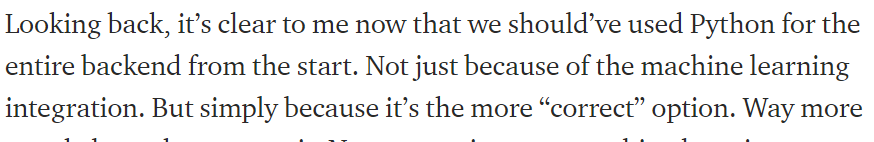 Looking back, it’s clear to me now that we should’ve used Python for the
entire backend from the start. Not just because of the machine learning
integration. But simply because it’s the more “correct” option. Way more